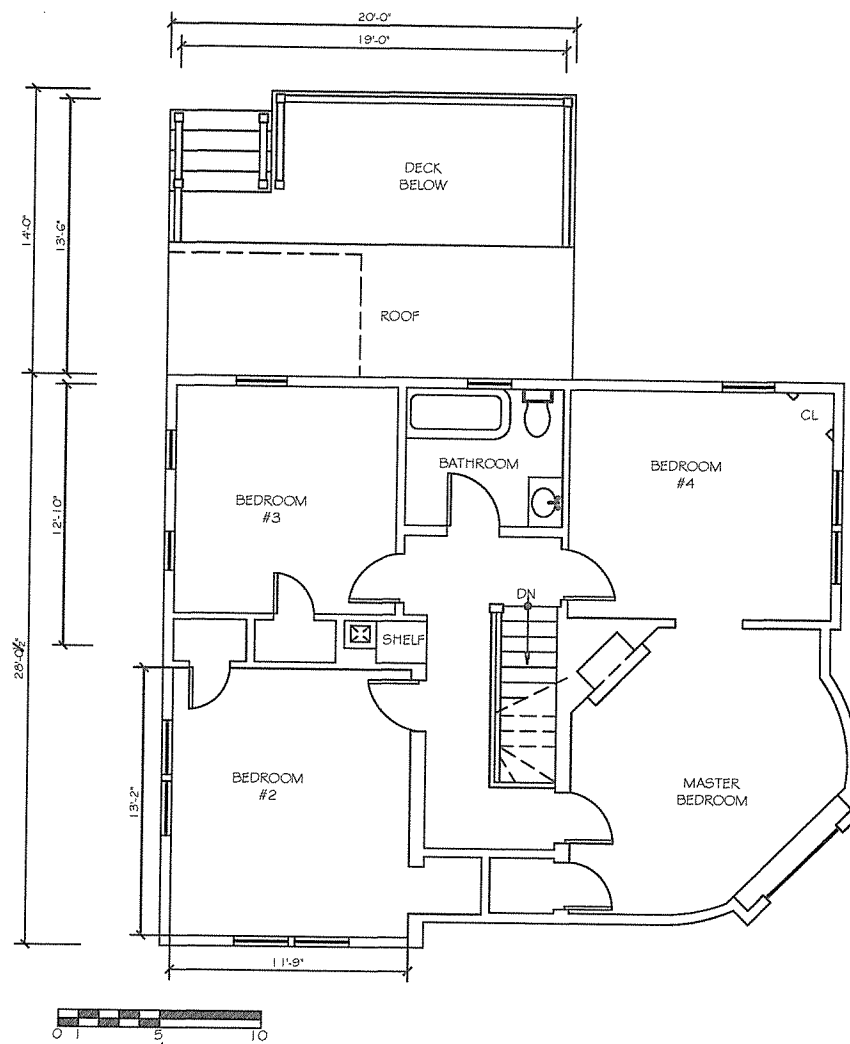 20'-0"
19'-0"
14'-0"
13'-6"
DECK
BELOW
ROOF
CL
BATHROOM
BEDROOM
#4
BEDROOM
#3
12'-10"
DN
SHELF
28'-0½"
13'-2"
BEDROOM
#2
MASTER
BEDROOM
11'-9"
0 1 5 10